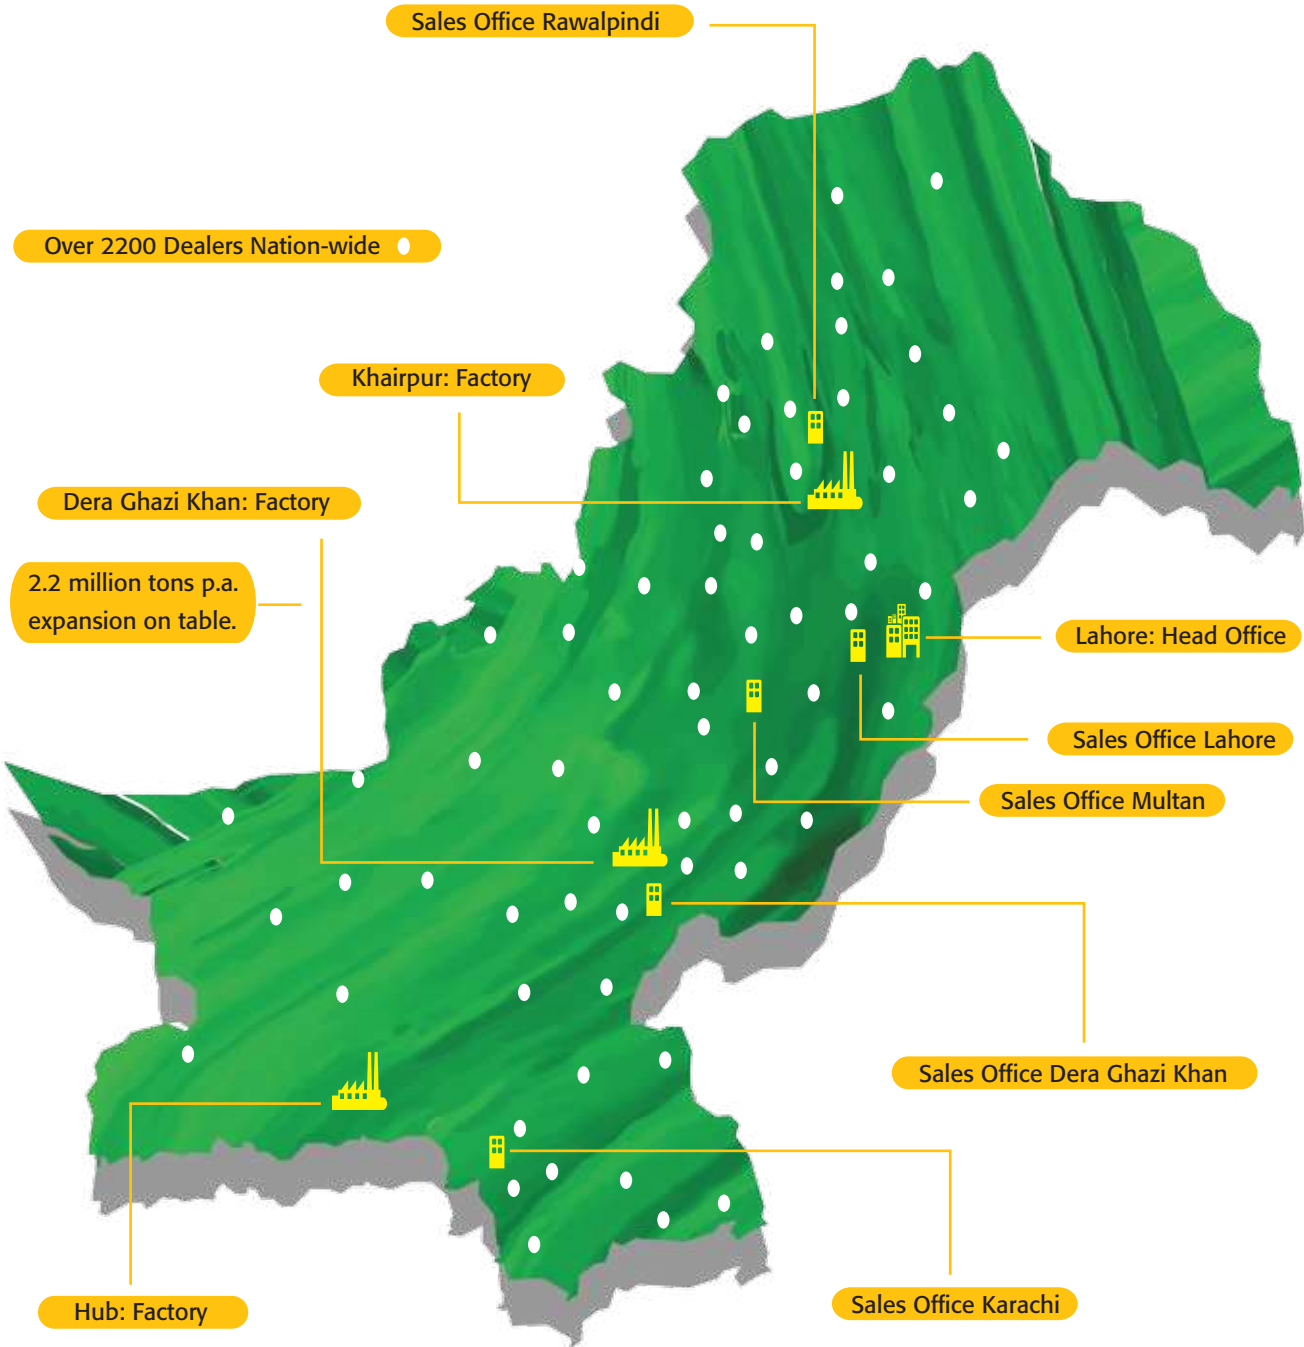 Sales Office Rawalpindi
Over 2200 Dealers Nation-wide
Khairpur: Factory
Dera Ghazi Khan: Factory
2.2 million tons p.a.
expansion on table.
Lahore: Head Office
Sales Office Lahore
Sales Office Multan
Sales Office Dera Ghazi Khan
Sales Office Karachi
Hub: Factory